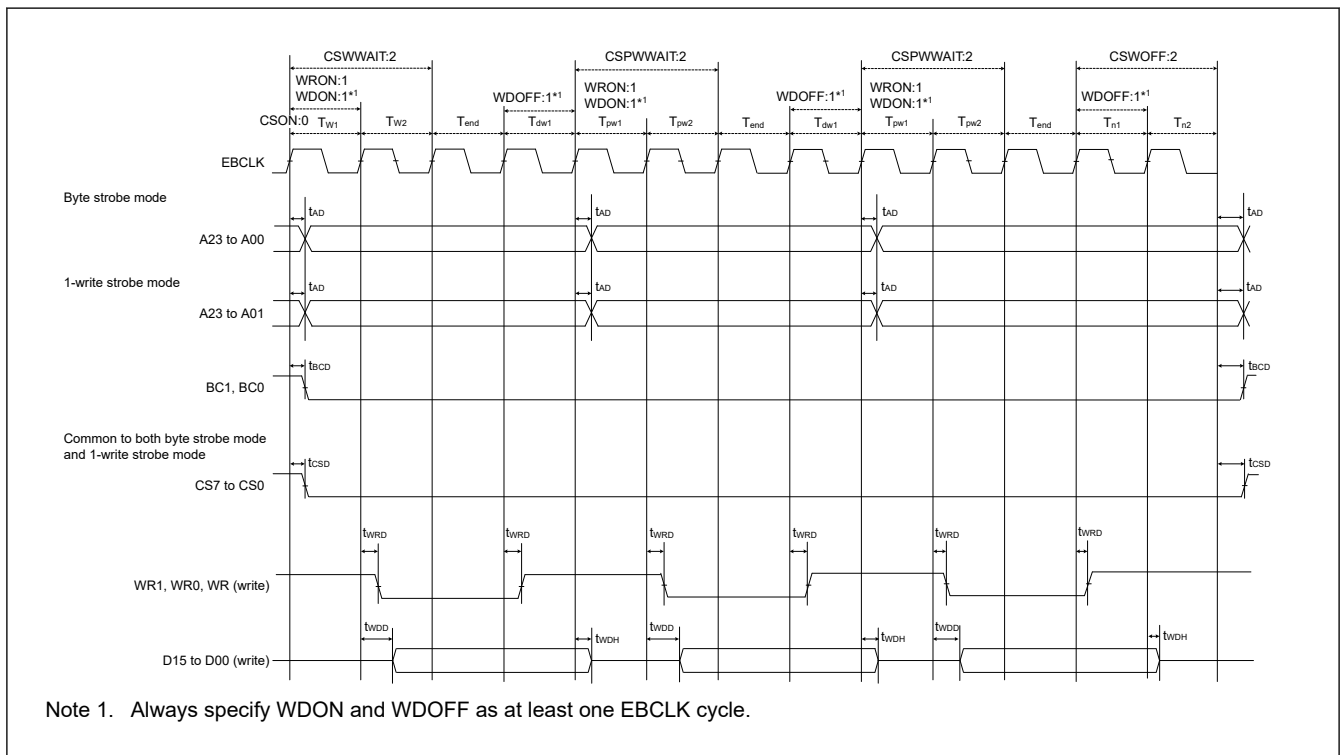 CSWWAIT:2 CSPWWAIT:2 CSPWWAIT:2 CSWOFF:2
WRON:1 WRON:1 WRON:1
WDON:1*1 WDOFF:1*1 WDON:1*1 WDOFF:1*1 WDON:1*1 WDOFF:1*1
CSON:0 TW1 TW2 Tend Tdw1 Tpw1 Tpw2 Tend Tdw1 Tpw1 Tpw2 Tend Tn1 Tn2
EBCLK
Byte strobe mode
tAD tAD tAD tAD
A23 to A00
1-write strobe mode
tAD tAD tAD tAD
A23 to A01
tBCD tBCD
BC1, BC0
Common to both byte strobe mode
and 1-write strobe mode
tCSD tCSD
CS7 to CS0
tWRD tWRD tWRD tWRD tWRD tWRD
WR1, WR0, WR (write)
tWDD tWDH tWDD tWDH tWDD tWDH
D15 to D00 (write)
Note 1. Always specify WDON and WDOFF as at least one EBCLK cycle.